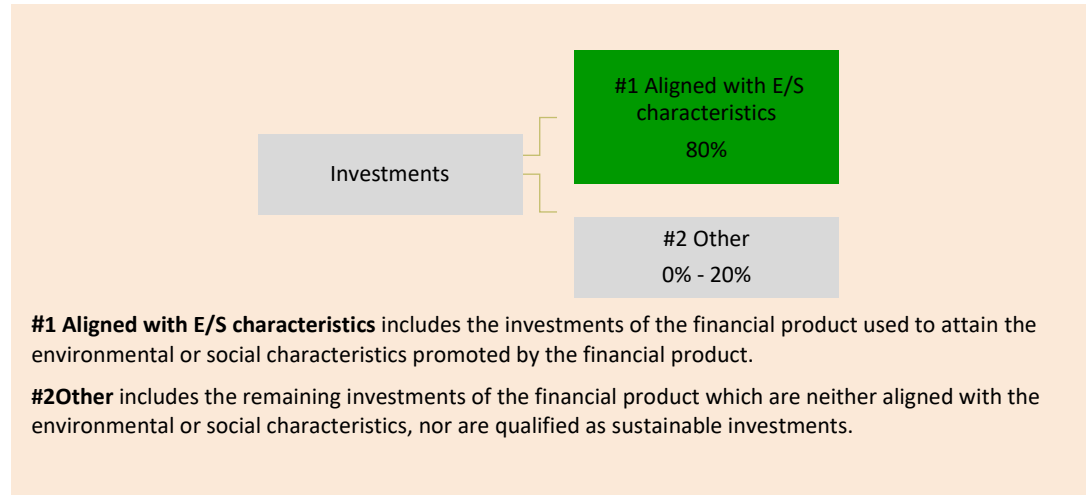 #1 Aligned with E/S
characteristics
80%
Investments
#2 Other
0% - 20%
#1 Aligned with E/S characteristics includes the investments of the financial product used to attain the
environmental or social characteristics promoted by the financial product.
#2Other includes the remaining investments of the financial product which are neither aligned with the
environmental or social characteristics, nor are qualified as sustainable investments.